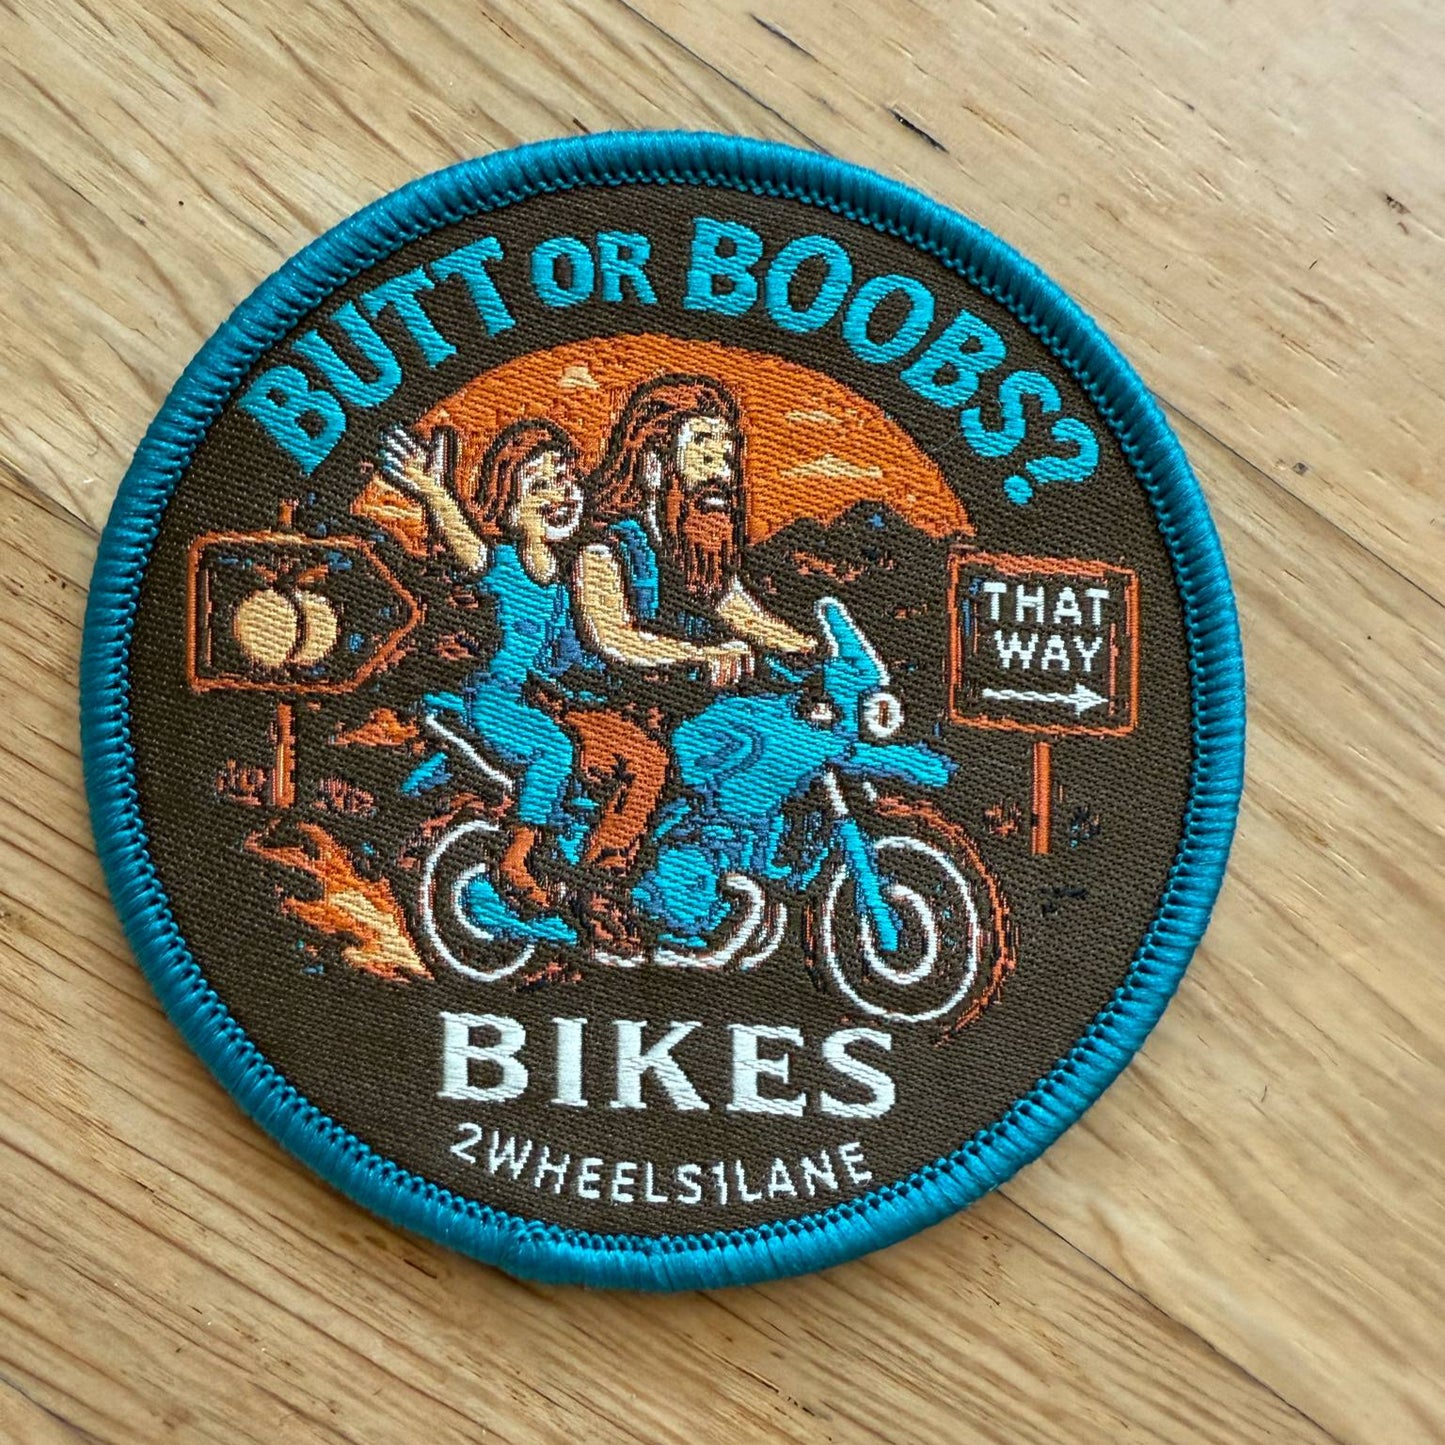 BUTT OR BOOBS?
THAT
WAY
BIKES
2WHEELS1LANE